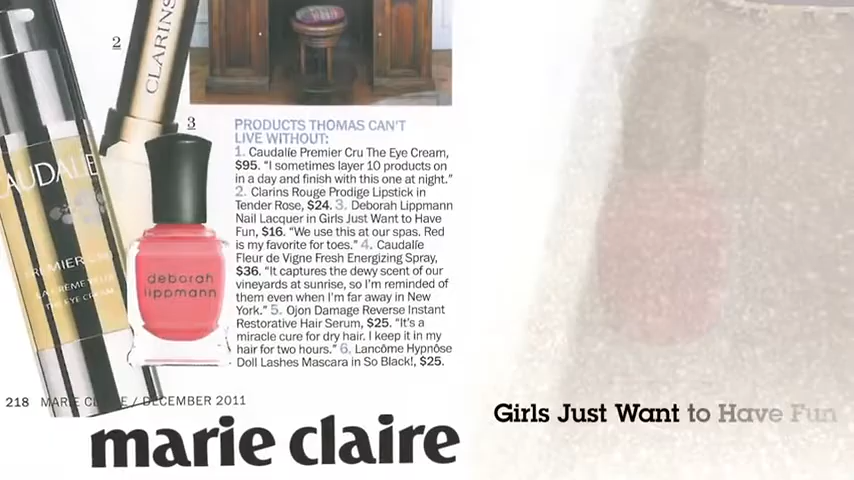 2
CLARINS
3
PRODUCTS THOMAS CAN'T
LIVE WITHOUT:
1. Caudalíe Premier Cru The Eye Cream,
$95. "I sometimes layer 10 products on
in a day and finish with this one at night."
2. Clarins Rouge Prodige Lipstick in
Tender Rose, $24. 3. Deborah Lippmann
Nail Lacquer in Girls Just Want to Have
Fun, $16. "We use this at our spas. Red
is my favorite for toes." 4. Caudalíe
Fleur de Vigne Fresh Energizing Spray,
$36. "It captures the dewy scent of our
vineyards at sunrise, so I'm reminded of
them even when I'm far away in New
York." 5. Ojon Damage Reverse Instant
Restorative Hair Serum, $25. "It's a
miracle cure for dry hair. I keep it in my
hair for two hours." 6. Lancôme Hypnôse
Doll Lashes Mascara in So Black!, $25.
AUDALÍE
PREMIER CRU
THE EYE CREAM
deborah
lippmann
218 MARIE CLAIRE / DECEMBER 2011
marie claire
Girls Just Want to Have Fun